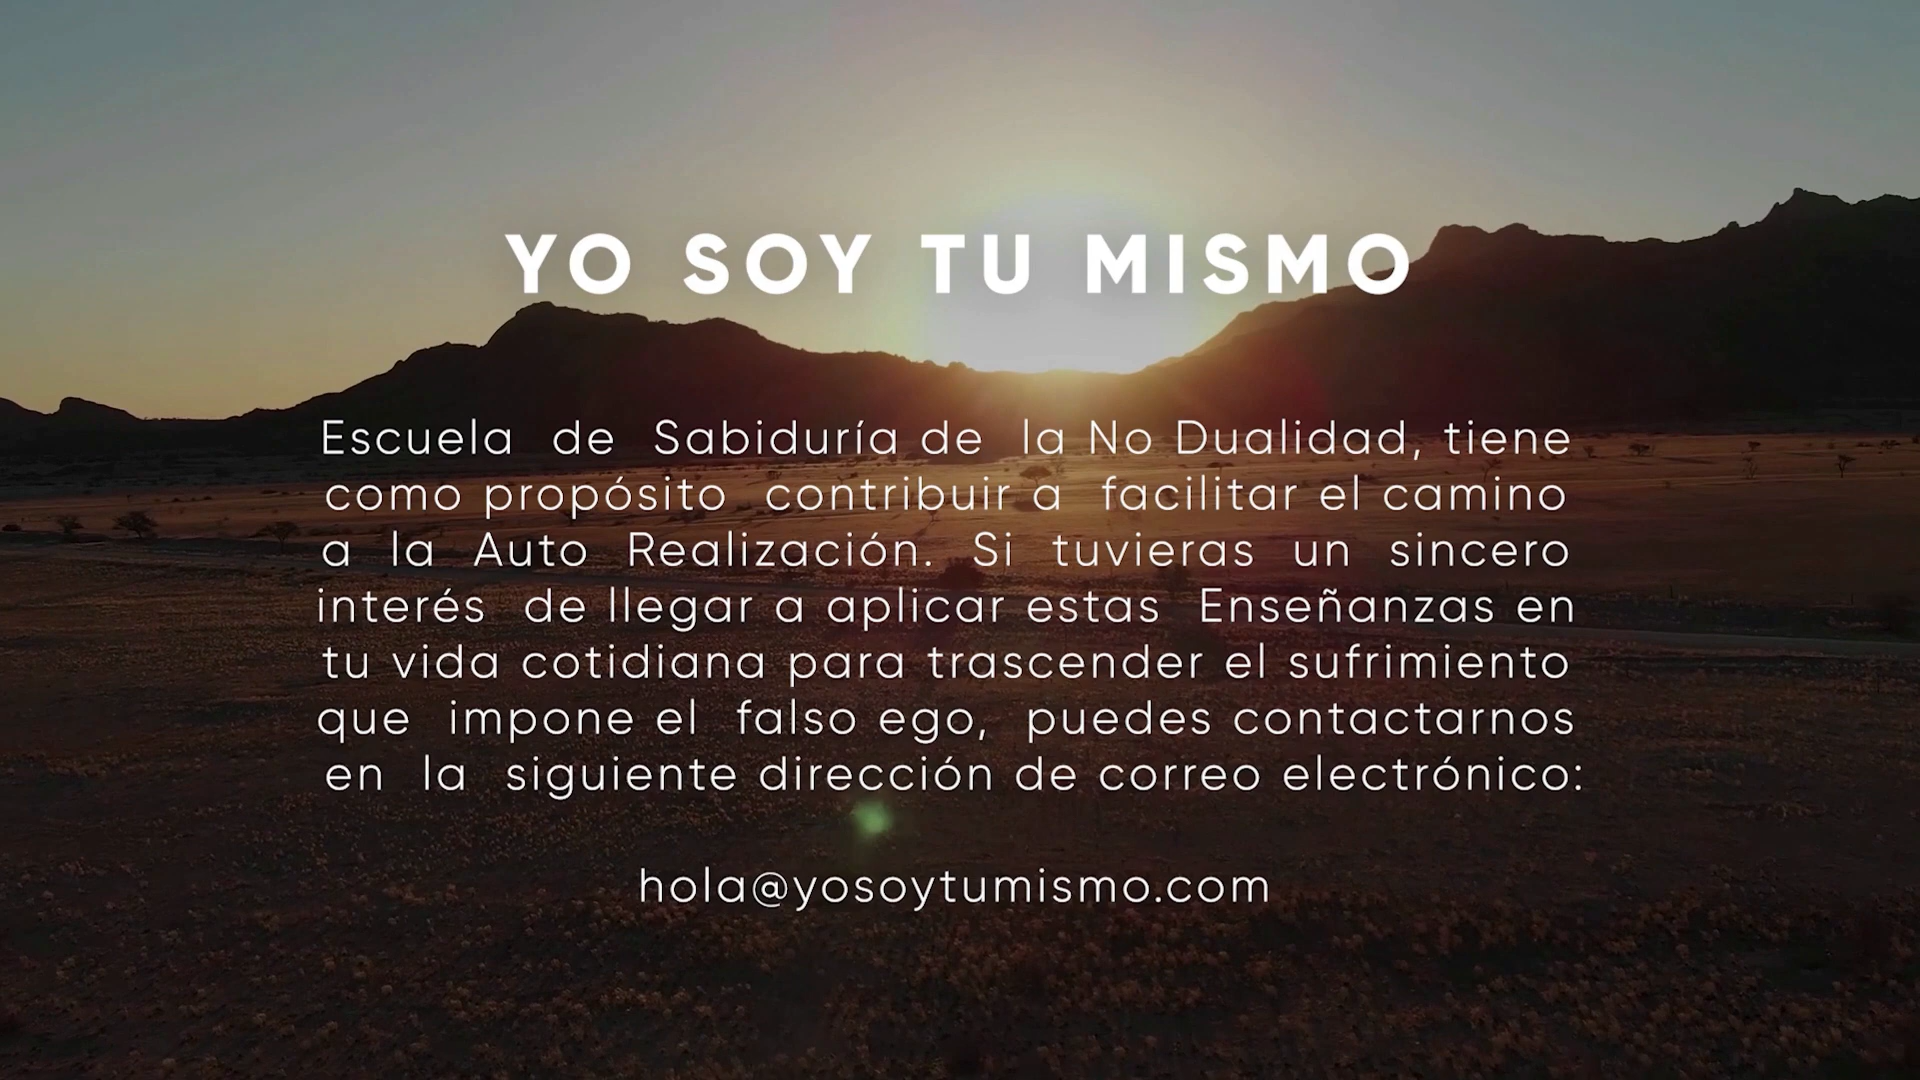 YO SOY TU MISMO
Escuela de Sabiduría de la No Dualidad, tiene
como propósito contribuir a facilitar el camino
a la Auto Realización. Si tuvieras un sincero
interés de llegar a aplicar estas Enseñanzas en
tu vida cotidiana para trascender el sufrimiento
que impone el falso ego, puedes contactarnos
en la siguiente dirección de correo electrónico:
hola@yosoytumismo.com